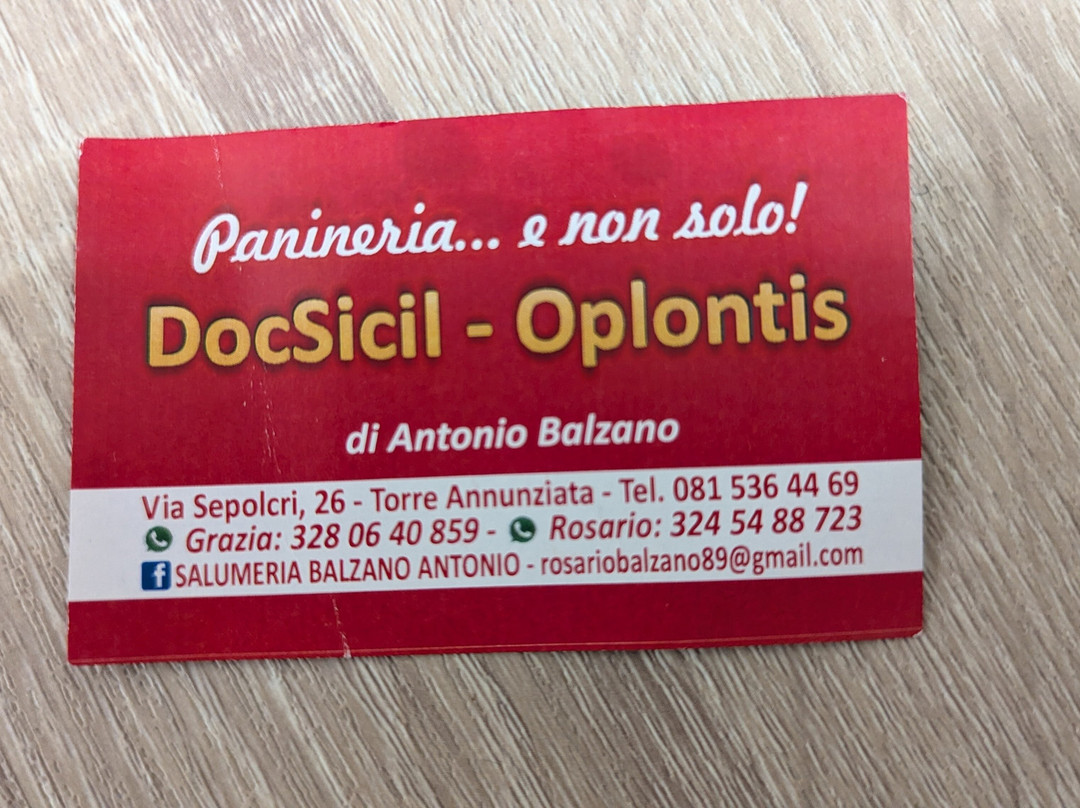 Panineria... e non solo!
DocSicil - Oplontis
di Antonio Balzano
Via Sepolcri, 26 - Torre Annunziata - Tel. 081 536 44 69
Grazia: 328 06 40 859 - Rosario: 324 54 88 723
f SALUMERIA BALZANO ANTONIO - rosariobalzano89@gmail.com